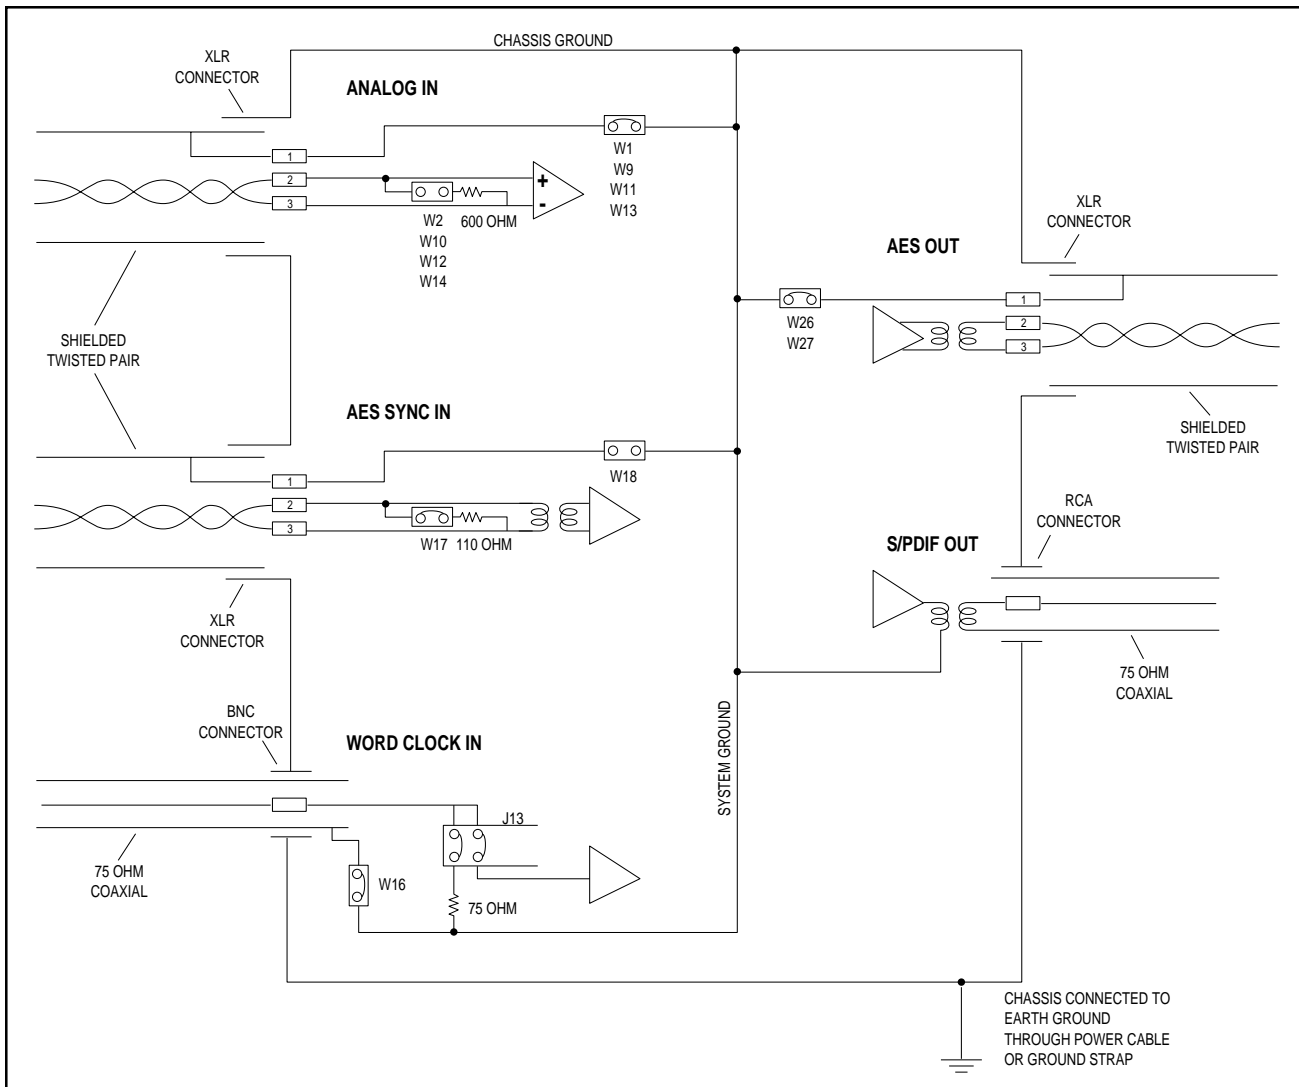 CHASSIS GROUND
XLR
CONNECTOR
ANALOG IN
1
2
3
+
-
W1
W9
W11
W13
W2
W10
W12
W14
600 OHM
SHIELDED
TWISTED PAIR
XLR
CONNECTOR
AES OUT
1
2
3
W26
W27
SHIELDED
TWISTED PAIR
AES SYNC IN
1
2
3
W18
W17
110 OHM
XLR
CONNECTOR
RCA
CONNECTOR
S/PDIF OUT
75 OHM
COAXIAL
BNC
CONNECTOR
WORD CLOCK IN
SYSTEM GROUND
J13
75 OHM
COAXIAL
W16
75 OHM
CHASSIS CONNECTED TO
EARTH GROUND
THROUGH POWER CABLE
OR GROUND STRAP